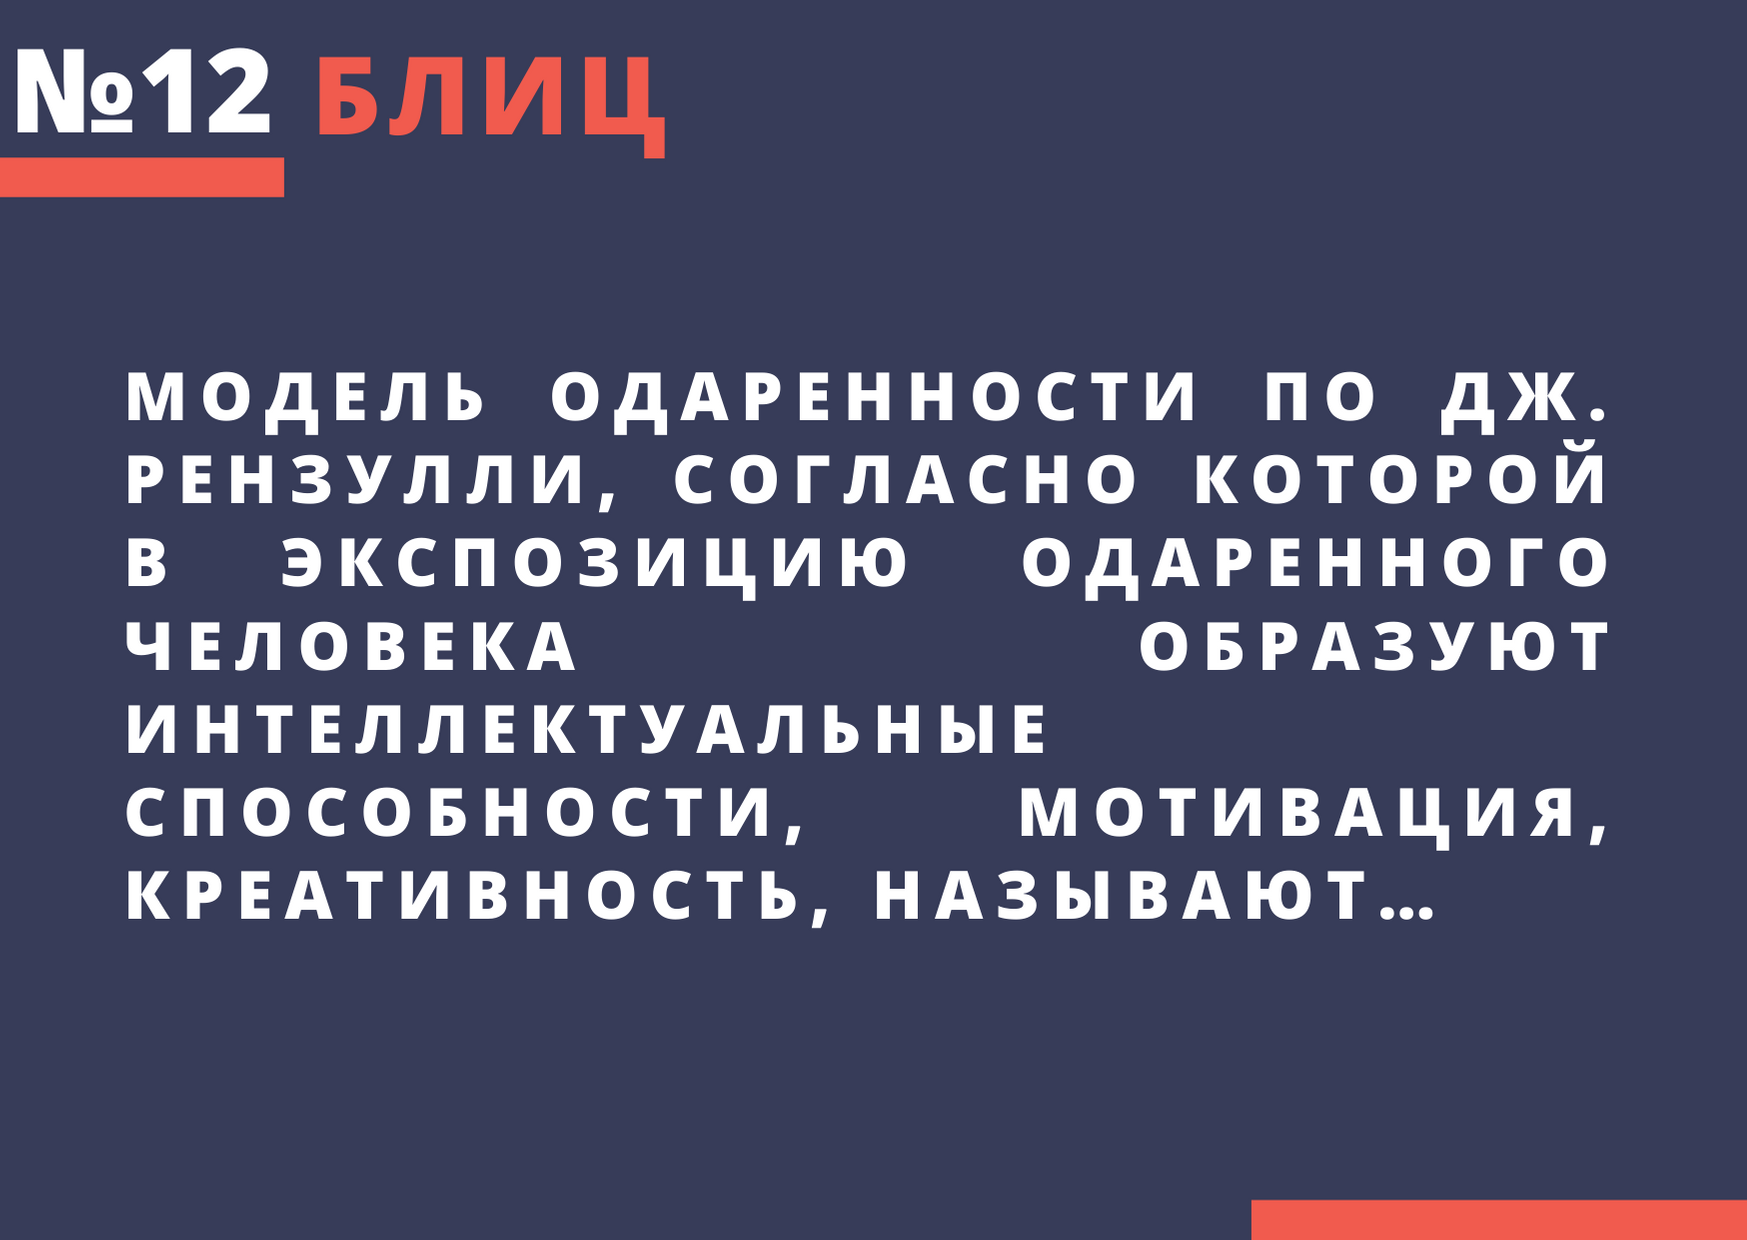 №12 БЛИЦ
МОДЕЛЬ ОДАРЕННОСТИ ПО ДЖ.
РЕНЗУЛЛИ, СОГЛАСНО КОТОРОЙ
В ЭКСПОЗИЦИЮ ОДАРЕННОГО
ЧЕЛОВЕКА ОБРАЗУЮТ
ИНТЕЛЛЕКТУАЛЬНЫЕ
СПОСОБНОСТИ, МОТИВАЦИЯ,
КРЕАТИВНОСТЬ, НАЗЫВАЮТ…